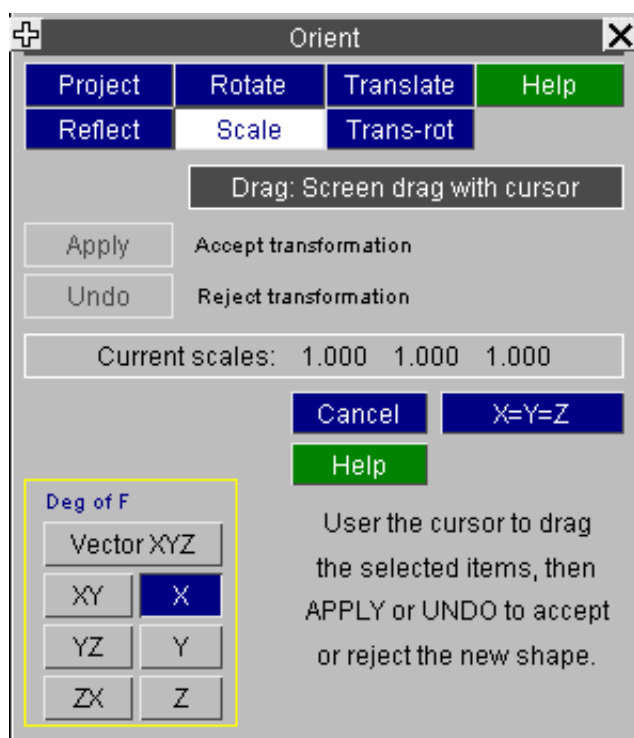 Orient
Project Rotate Translate Help
Reflect Scale Trans-rot
Drag: Screen drag with cursor
Apply Accept transformation
Undo Reject transformation
Current scales: 1.000 1.000 1.000
Cancel X=Y=Z
Help
Deg of F
Vector XYZ
XY X
YZ Y
ZX Z
User the cursor to drag
the selected items, then
APPLY or UNDO to accept
or reject the new shape.